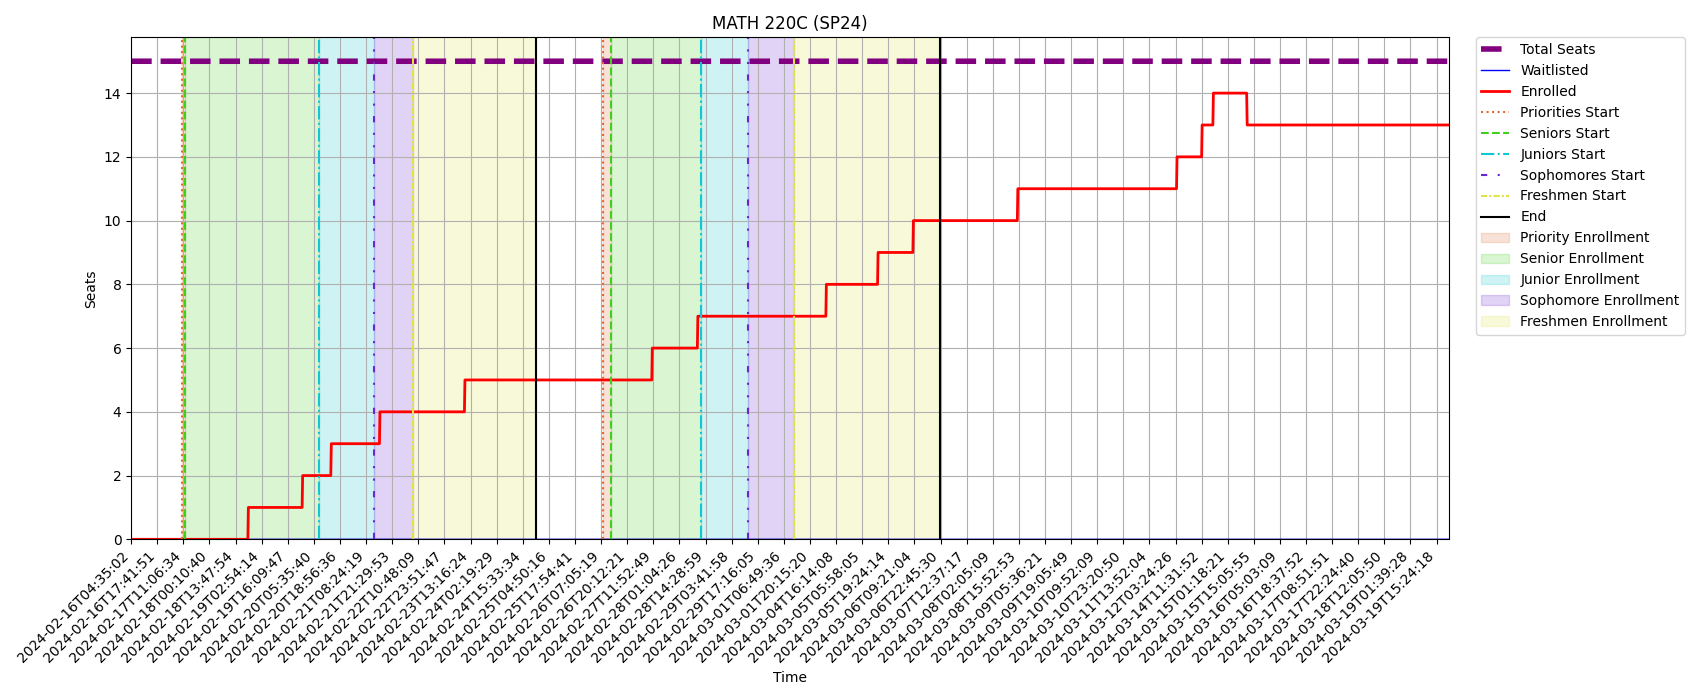 MATH 220C (SP24)
Seats
14
12
10
8
6
4
2
0
2024-02-16T04:35:02
2024-02-16T17:41:51
2024-02-17T11:06:34
2024-02-18T00:10:40
2024-02-18T13:47:54
2024-02-19T02:54:14
2024-02-19T16:09:47
2024-02-20T05:35:40
2024-02-20T18:56:36
2024-02-21T08:24:19
2024-02-21T21:29:53
2024-02-22T10:48:09
2024-02-22T23:51:47
2024-02-23T13:16:24
2024-02-24T02:19:29
2024-02-24T15:33:34
2024-02-25T04:50:16
2024-02-25T17:54:41
2024-02-26T07:05:19
2024-02-26T20:12:21
2024-02-27T11:52:49
2024-02-28T01:04:26
2024-02-28T14:28:59
2024-02-29T03:41:58
2024-02-29T17:16:05
2024-03-01T06:49:36
2024-03-01T20:15:20
2024-03-04T16:14:08
2024-03-05T05:58:05
2024-03-05T19:24:14
2024-03-06T09:21:04
2024-03-06T22:45:30
2024-03-07T12:37:17
2024-03-08T02:05:09
2024-03-08T15:52:53
2024-03-09T05:36:21
2024-03-09T19:05:49
2024-03-10T09:52:09
2024-03-10T23:20:50
2024-03-11T13:52:04
2024-03-12T03:24:26
2024-03-14T11:31:52
2024-03-15T01:18:21
2024-03-15T15:05:55
2024-03-16T05:03:09
2024-03-16T18:37:52
2024-03-17T08:51:51
2024-03-17T22:24:40
2024-03-18T12:05:50
2024-03-19T01:39:28
2024-03-19T15:24:18
Time
Total Seats
Waitlisted
Enrolled
Priorities Start
Seniors Start
Juniors Start
Sophomores Start
Freshmen Start
End
Priority Enrollment
Senior Enrollment
Junior Enrollment
Sophomore Enrollment
Freshmen Enrollment